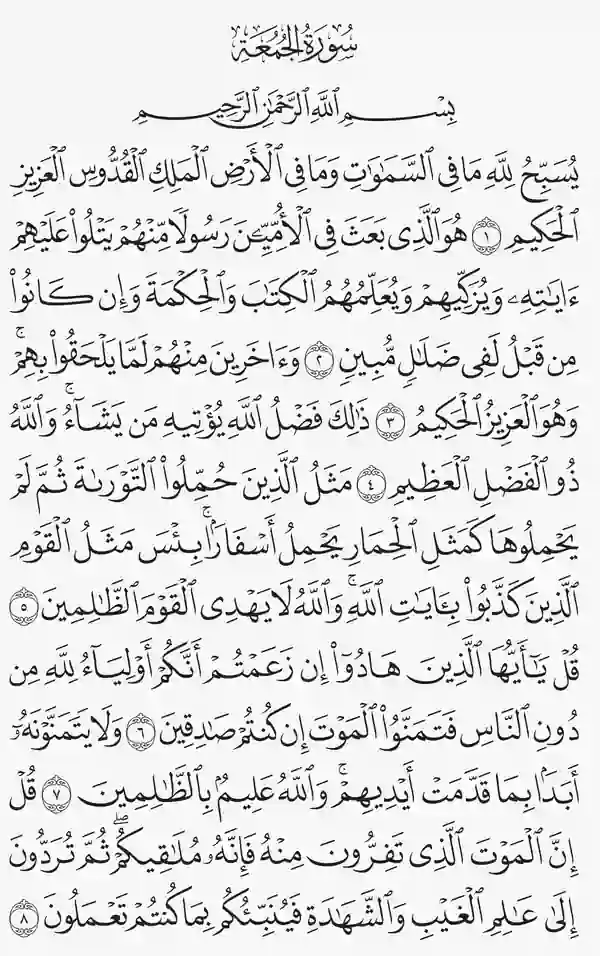 سُورَةُ الجُمُعَةِ
بِسْمِ ٱللَّهِ ٱلرَّحْمَٰنِ ٱلرَّحِيمِ
يُسَبِّحُ لِلَّهِ مَا فِى ٱلسَّمَٰوَٰتِ وَمَا فِى ٱلْأَرْضِ ٱلْمَلِكِ ٱلْقُدُّوسِ ٱلْعَزِيزِ
ٱلْحَكِيمِ ١ هُوَ ٱلَّذِى بَعَثَ فِى ٱلْأُمِّيِّـۧنَ رَسُولًا مِّنْهُمْ يَتْلُوا۟ عَلَيْهِمْ
ءَايَٰتِهِۦ وَيُزَكِّيهِمْ وَيُعَلِّمُهُمُ ٱلْكِتَٰبَ وَٱلْحِكْمَةَ وَإِن كَانُوا۟
مِن قَبْلُ لَفِى ضَلَٰلٍ مُّبِينٍ ٢ وَءَاخَرِينَ مِنْهُمْ لَمَّا يَلْحَقُوا۟ بِهِمْ ۚ
وَهُوَ ٱلْعَزِيزُ ٱلْحَكِيمُ ٣ ذَٰلِكَ فَضْلُ ٱللَّهِ يُؤْتِيهِ مَن يَشَآءُ ۚ وَٱللَّهُ
ذُو ٱلْفَضْلِ ٱلْعَظِيمِ ٤ مَثَلُ ٱلَّذِينَ حُمِّلُوا۟ ٱلتَّوْرَىٰةَ ثُمَّ لَمْ
يَحْمِلُوهَا كَمَثَلِ ٱلْحِمَارِ يَحْمِلُ أَسْفَارًۢا ۚ بِئْسَ مَثَلُ ٱلْقَوْمِ
ٱلَّذِينَ كَذَّبُوا۟ بِـَٔايَٰتِ ٱللَّهِ ۚ وَٱللَّهُ لَا يَهْدِى ٱلْقَوْمَ ٱلظَّٰلِمِينَ ٥
قُلْ يَٰٓأَيُّهَا ٱلَّذِينَ هَادُوٓا۟ إِن زَعَمْتُمْ أَنَّكُمْ أَوْلِيَآءُ لِلَّهِ مِن
دُونِ ٱلنَّاسِ فَتَمَنَّوُا۟ ٱلْمَوْتَ إِن كُنتُمْ صَٰدِقِينَ ٦ وَلَا يَتَمَنَّوْنَهُۥٓ
أَبَدًۢا بِمَا قَدَّمَتْ أَيْدِيهِمْ ۚ وَٱللَّهُ عَلِيمٌۢ بِٱلظَّٰلِمِينَ ٧ قُلْ
إِنَّ ٱلْمَوْتَ ٱلَّذِى تَفِرُّونَ مِنْهُ فَإِنَّهُۥ مُلَٰقِيكُمْ ۖ ثُمَّ تُرَدُّونَ
إِلَىٰ عَٰلِمِ ٱلْغَيْبِ وَٱلشَّهَٰدَةِ فَيُنَبِّئُكُم بِمَا كُنتُمْ تَعْمَلُونَ ٨